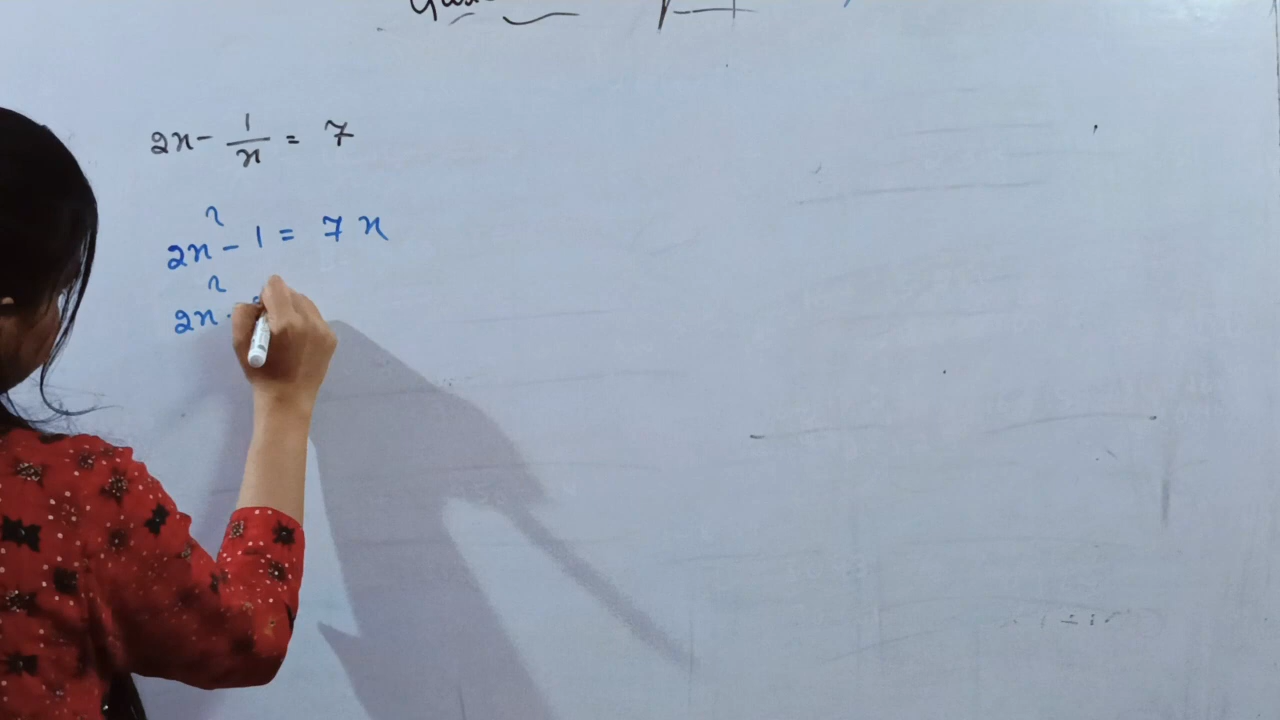 2x - 1/x = 7
2x² - 1 = 7x
2x² -